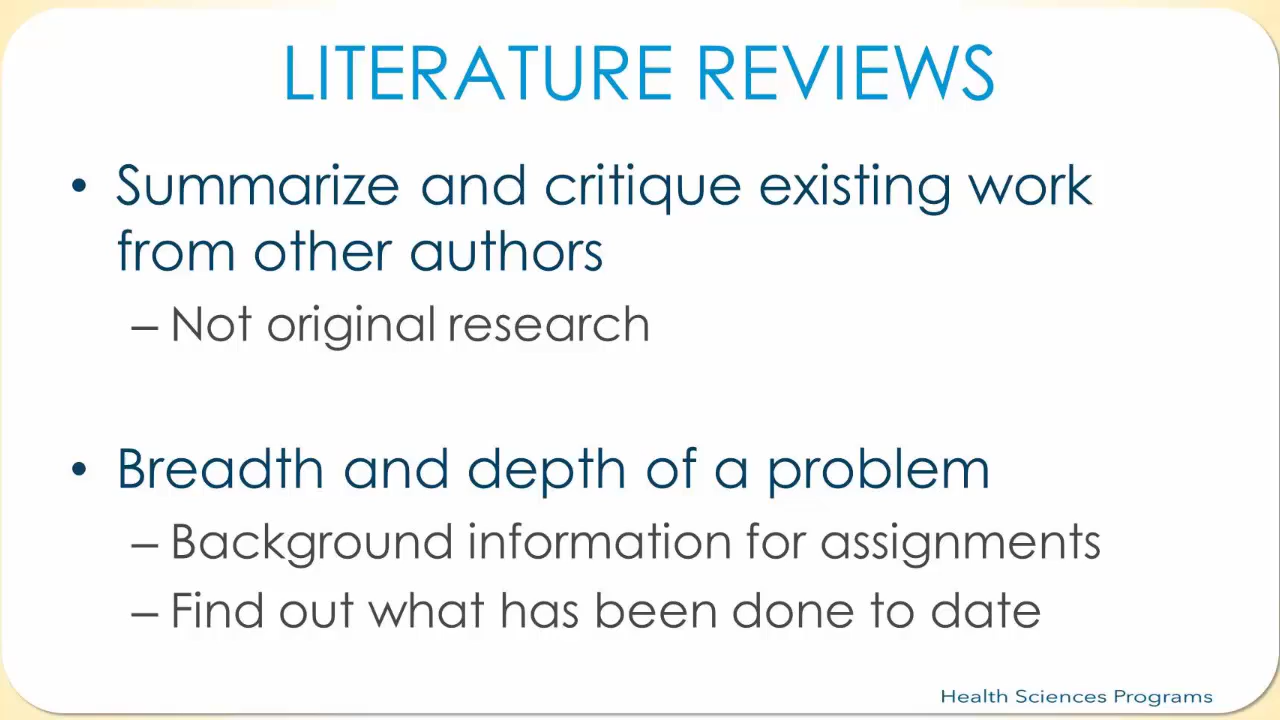 LITERATURE REVIEWS
• Summarize and critique existing work
from other authors
– Not original research
• Breadth and depth of a problem
– Background information for assignments
– Find out what has been done to date
Health Sciences Programs